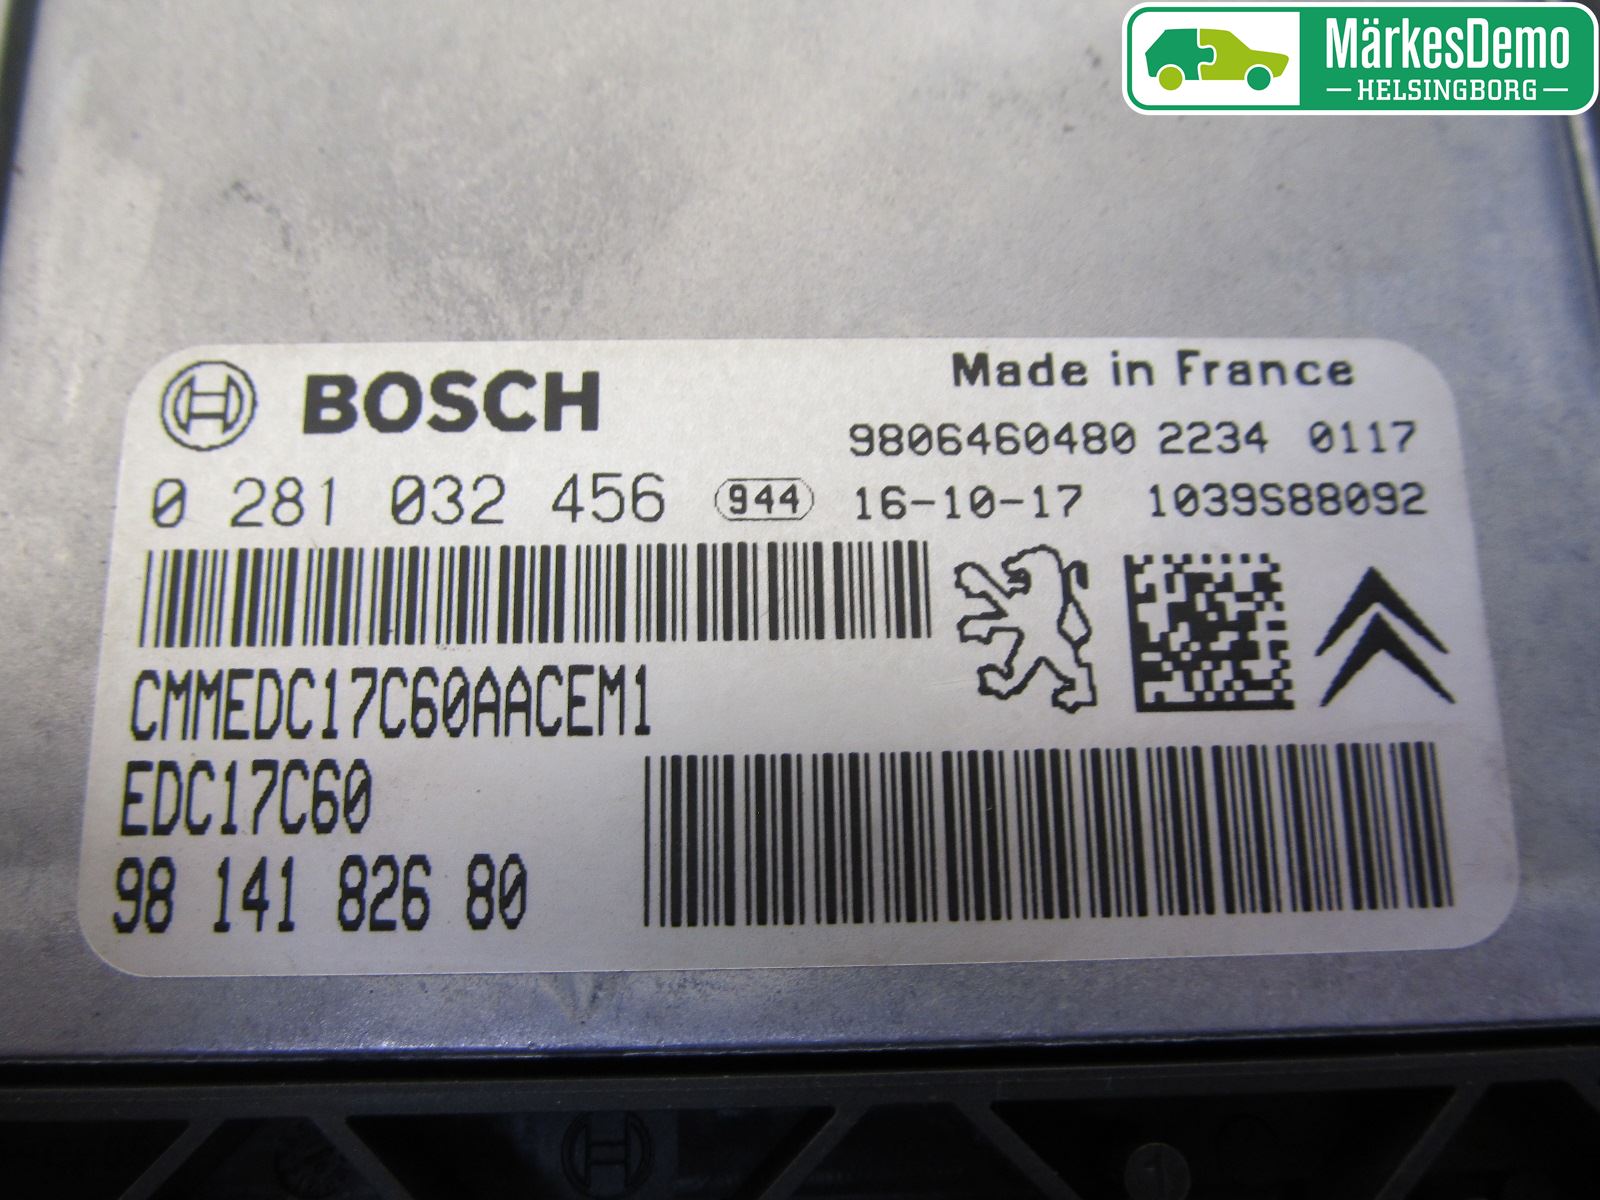 MärkesDemo
HELSINGBORG
BOSCH
Made in France
9806460480 2234 0117
0 281 032 456 944 16-10-17 1039S88092
CMMEDC17C60AACEM1
EDC17C60
98 141 826 80